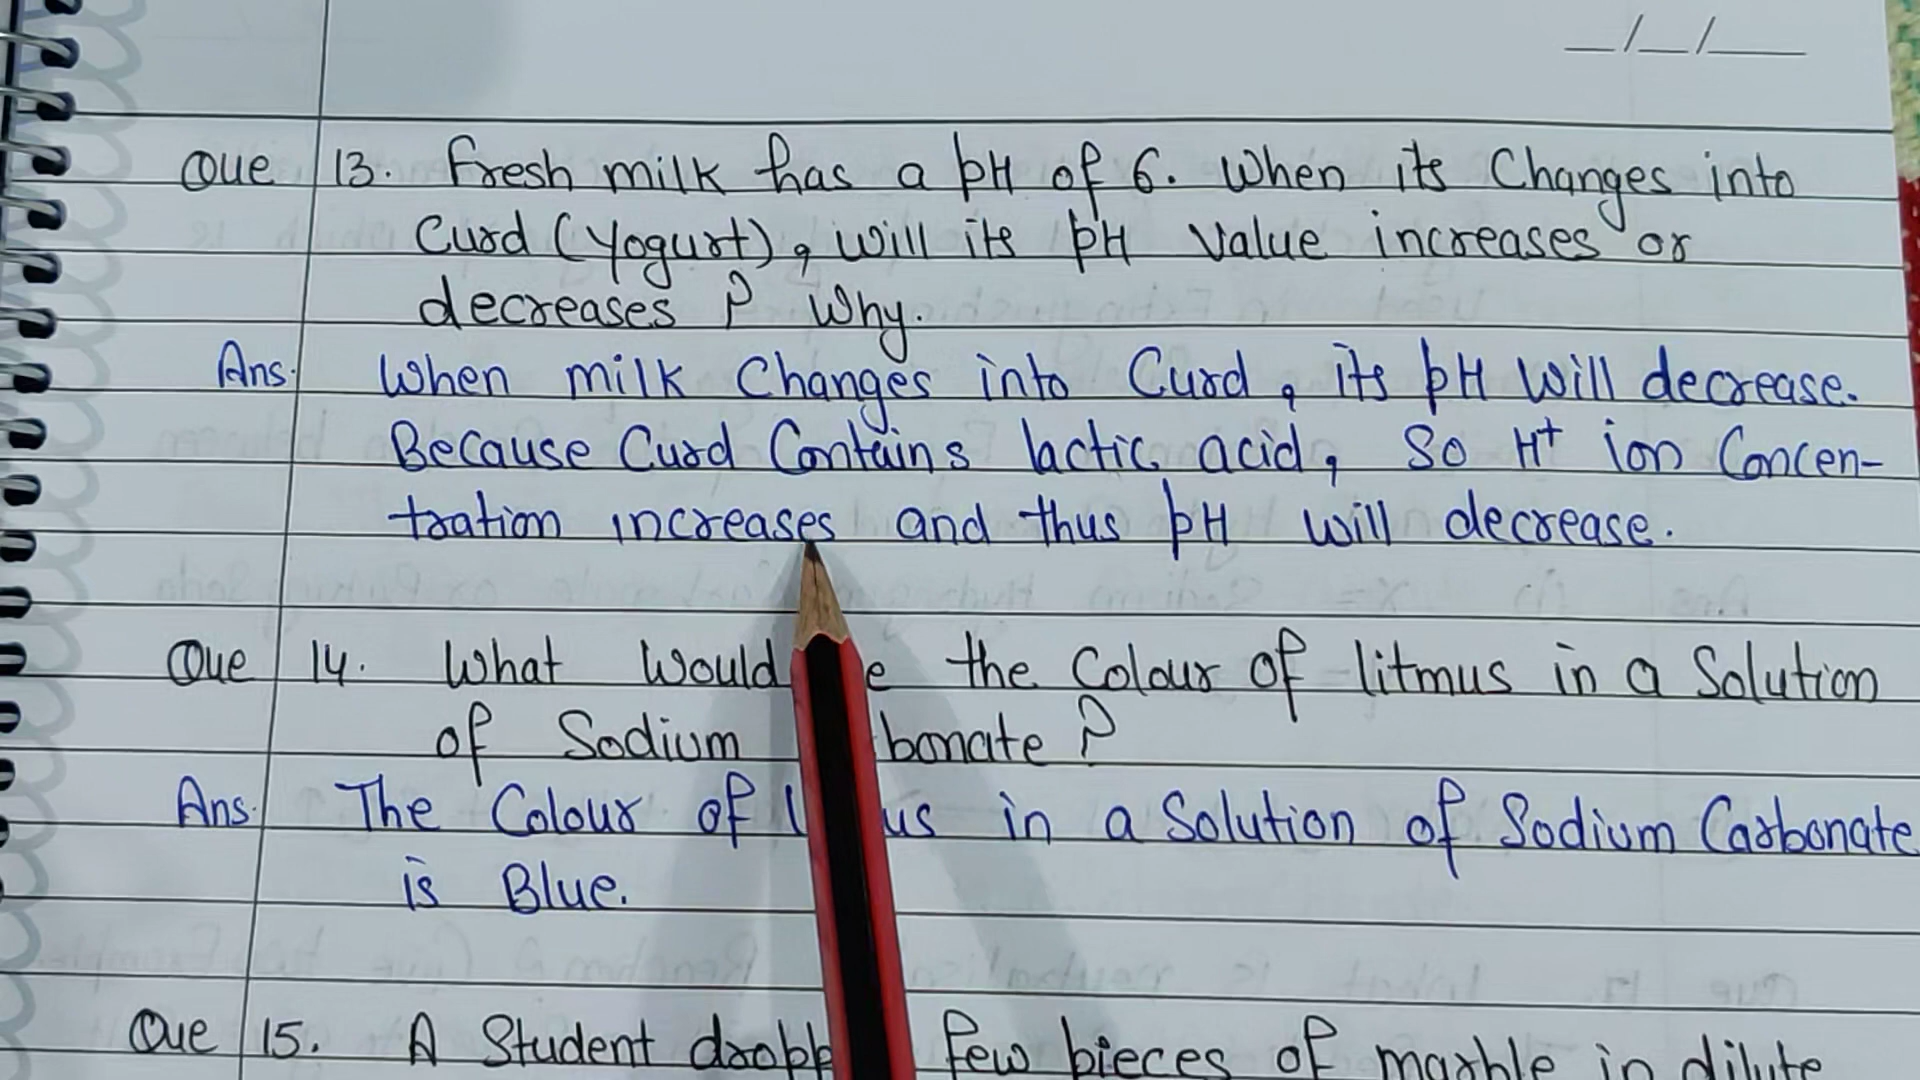 __/__/____
Que 13. Fresh milk has a pH of 6. When its Changes into
Curd (Yogurt), will its pH Value increases or
decreases ? Why.
Ans. When milk Changes into Curd, its pH will decrease.
Because Curd Contains lactic acid, So H⁺ ion Concen-
tration increases and thus pH will decrease.
Que 14. What Would e the Colour of litmus in a Solution
of Sodium bonate ?
Ans. The Colour of l us in a Solution of Sodium Carbonate
is Blue.
Que 15. A Student dropp few pieces of marble in dilute